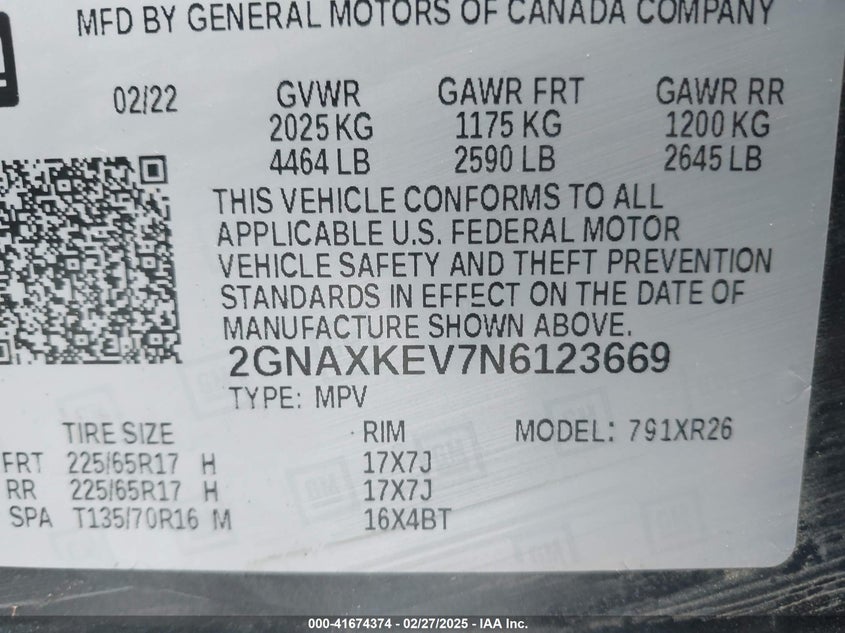 MFD BY GENERAL MOTORS OF CANADA COMPANY
02/22 GVWR GAWR FRT GAWR RR
2025 KG 1175 KG 1200 KG
4464 LB 2590 LB 2645 LB
THIS VEHICLE CONFORMS TO ALL
APPLICABLE U.S. FEDERAL MOTOR
VEHICLE SAFETY AND THEFT PREVENTION
STANDARDS IN EFFECT ON THE DATE OF
MANUFACTURE SHOWN ABOVE.
2GNAXKEV7N6123669
TYPE: MPV
TIRE SIZE RIM MODEL: 791XR26
FRT 225/65R17 H 17X7J
RR 225/65R17 H 17X7J
SPA T135/70R16 M 16X4BT
000-41674374 - 02/27/2025 - IAA Inc.